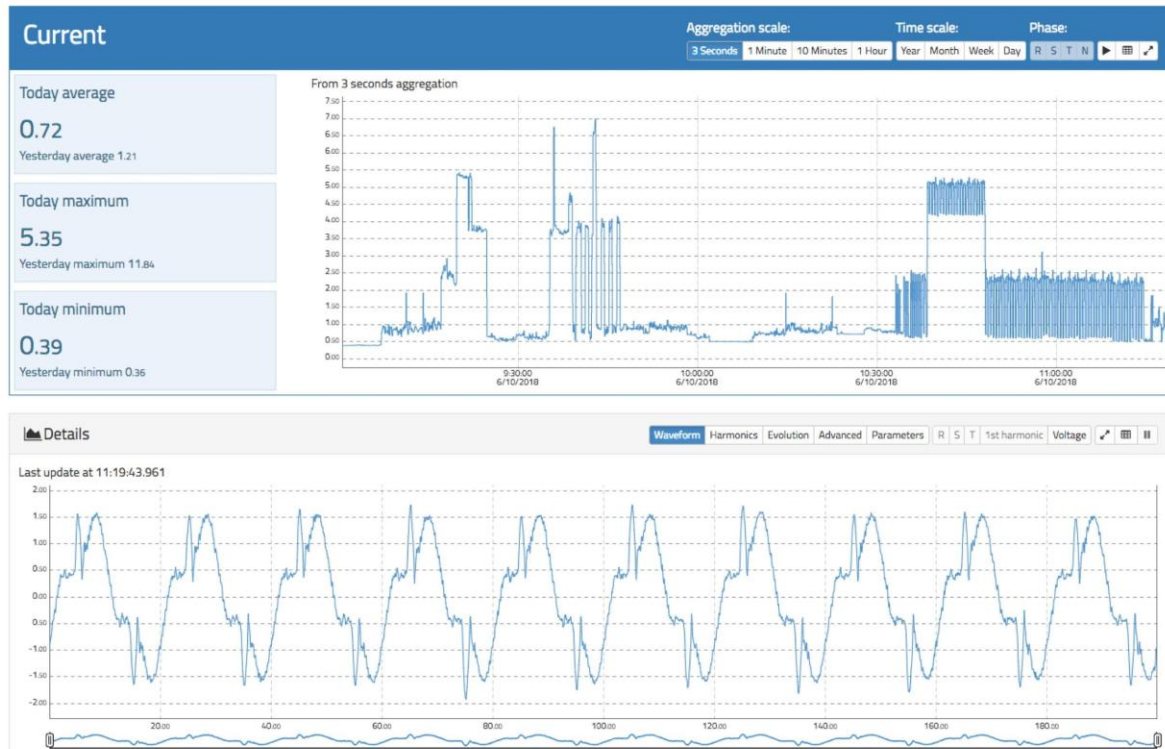 Current
Aggregation scale:
Time scale:
Phase:
3 Seconds 1 Minute 10 Minutes 1 Hour
Year Month Week Day
R S T N
Today average
0.72
Yesterday average 1.21
Today maximum
5.35
Yesterday maximum 11.84
Today minimum
0.39
Yesterday minimum 0.36
From 3 seconds aggregation
7.50
7.00
6.50
6.00
5.50
5.00
4.50
4.00
3.50
3.00
2.50
2.00
1.50
1.00
0.50
0.00
9:30:00 10:00:00 10:30:00 11:00:00
6/10/2018 6/10/2018 6/10/2018 6/10/2018
Details
Waveform Harmonics Evolution Advanced Parameters
R S T 1st harmonic Voltage
Last update at 11:19:43.961
2.00
1.50
1.00
0.50
0.00
0.50
-1.00
-1.50
-2.00
20.00 40.00 60.00 80.00 100.00 120.00 140.00 160.00 180.00